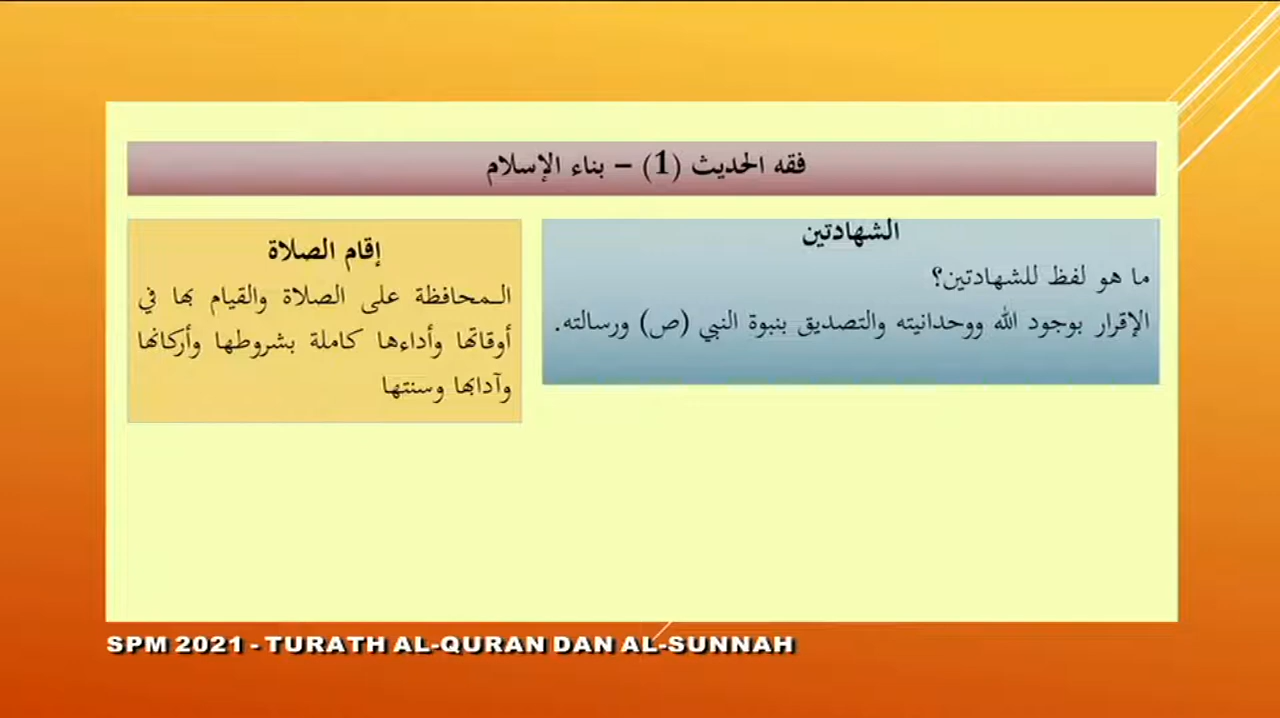 فقه الحديث (1) – بناء الإسلام
الشهادتين
ما هو لفظ للشهادتين؟
الإقرار بوجود الله ووحدانيته والتصديق بنبوة النبي (ص) ورسالته.
إقام الصلاة
الـمحافظة على الصلاة والقيام بها في
أوقاتها وأداءها كاملة بشروطها وأركانها
وآدابها وسنتها
SPM 2021 - TURATH AL-QURAN DAN AL-SUNNAH